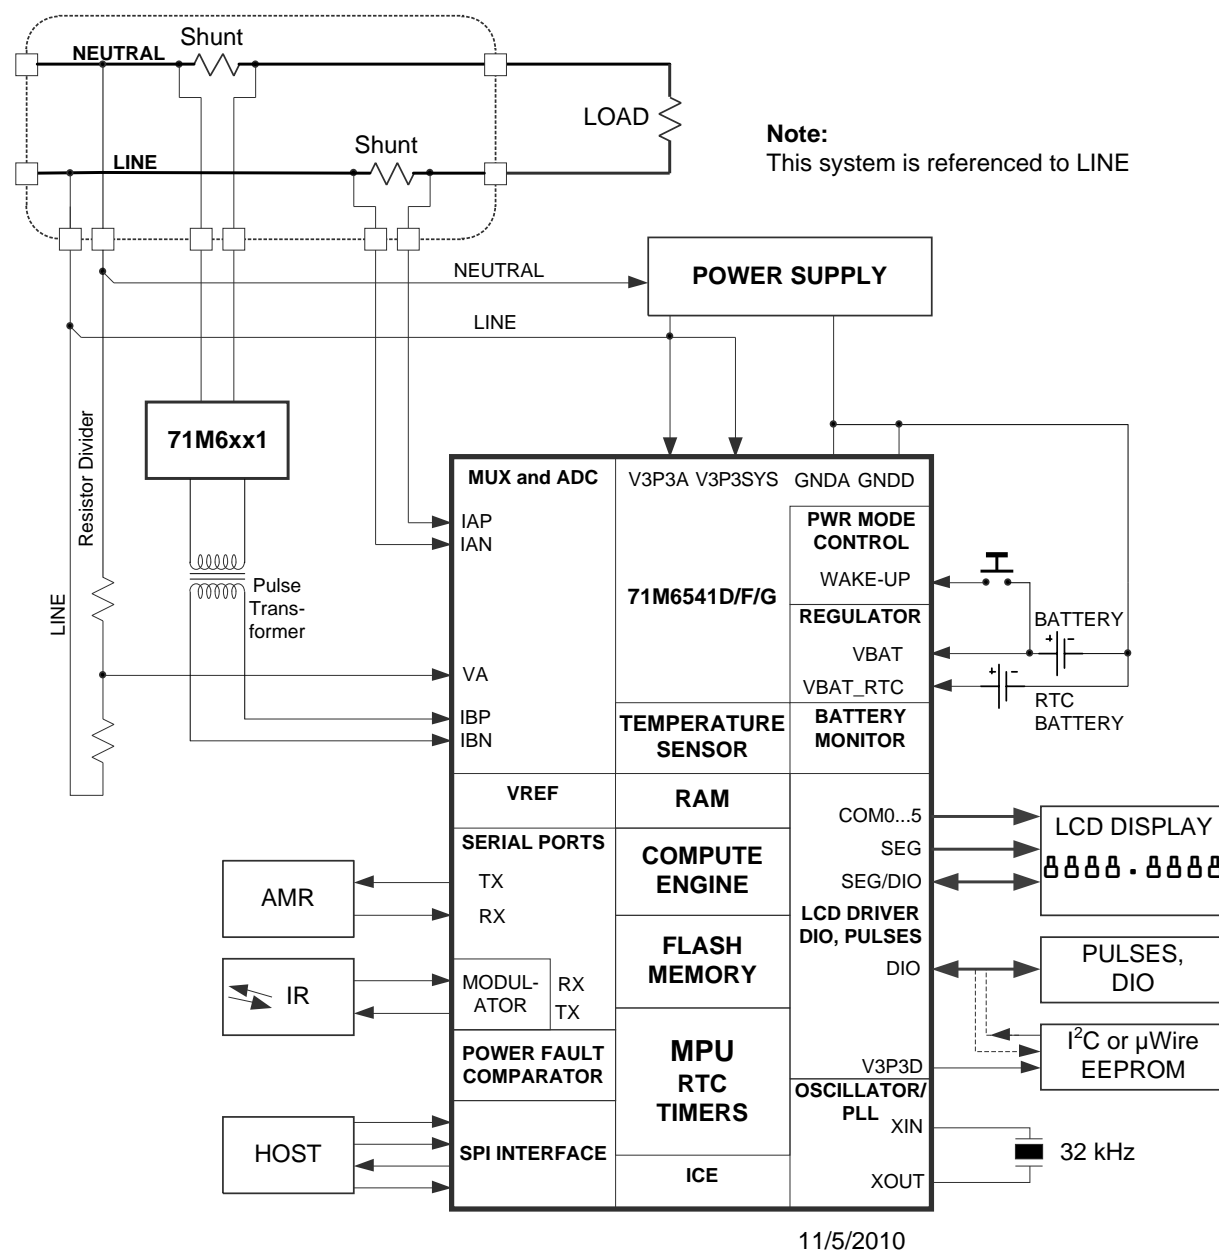 Shunt
NEUTRAL
LOAD
Shunt
LINE
Note:
This system is referenced to LINE
NEUTRAL
POWER SUPPLY
LINE
Resistor Divider
71M6xx1
LINE
Pulse
Trans-
former
MUX and ADC
IAP
IAN
VA
IBP
IBN
V3P3A V3P3SYS GNDA GNDD
71M6541D/F/G
PWR MODE
CONTROL
WAKE-UP
REGULATOR
VBAT
VBAT_RTC
BATTERY
+ -
+ -
RTC
BATTERY
TEMPERATURE
SENSOR
BATTERY
MONITOR
VREF
RAM
SERIAL PORTS
TX
RX
AMR
COMPUTE
ENGINE
COM0...5
SEG
SEG/DIO
LCD DRIVER
DIO, PULSES
DIO
LCD DISPLAY
8888.8888
FLASH
MEMORY
PULSES,
DIO
IR
MODUL-
ATOR
RX
TX
I²C or µWire
EEPROM
V3P3D
POWER FAULT
COMPARATOR
MPU
RTC
TIMERS
OSCILLATOR/
PLL
XIN
XOUT
32 kHz
HOST
SPI INTERFACE
ICE
11/5/2010